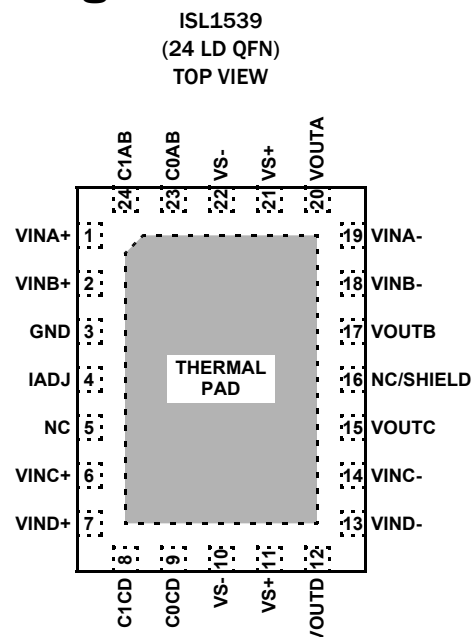 ISL1539
(24 LD QFN)
TOP VIEW
24 C1AB
23 C0AB
22 VS-
21 VS+
20 VOUTA
VINA+ 1
VINB+ 2
GND 3
IADJ 4
NC 5
VINC+ 6
VIND+ 7
19 VINA-
18 VINB-
17 VOUTB
16 NC/SHIELD
15 VOUTC
14 VINC-
13 VIND-
THERMAL
PAD
C1CD 8
C0CD 9
VS- 10
VS+ 11
VOUTD 12